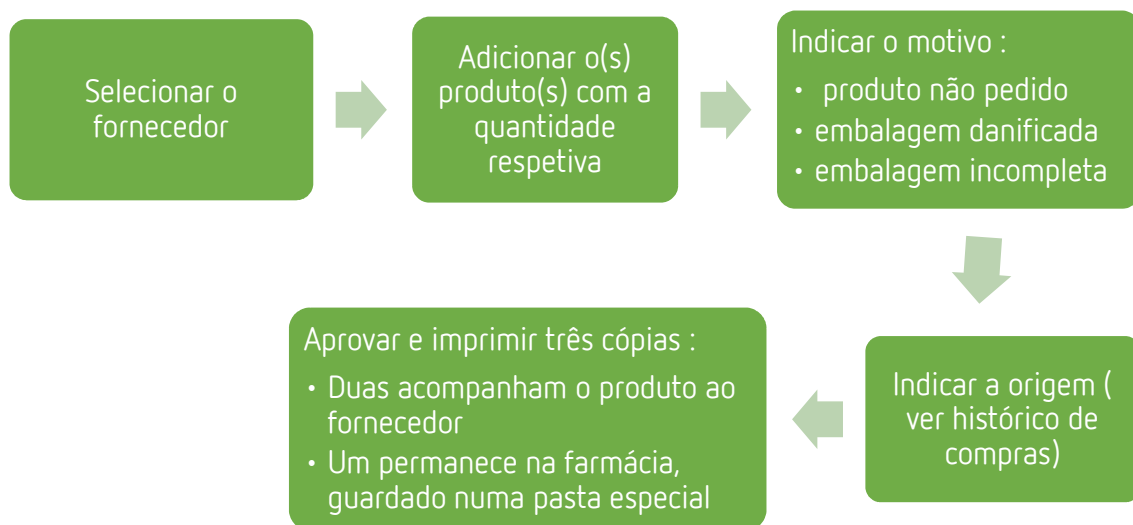 Selecionar o
fornecedor
Adicionar o(s)
produto(s) com a
quantidade
respetiva
Indicar o motivo :
• produto não pedido
• embalagem danificada
• embalagem incompleta
Indicar a origem (
ver histórico de
compras)
Aprovar e imprimir três cópias :
• Duas acompanham o produto ao
fornecedor
• Um permanece na farmácia,
guardado numa pasta especial